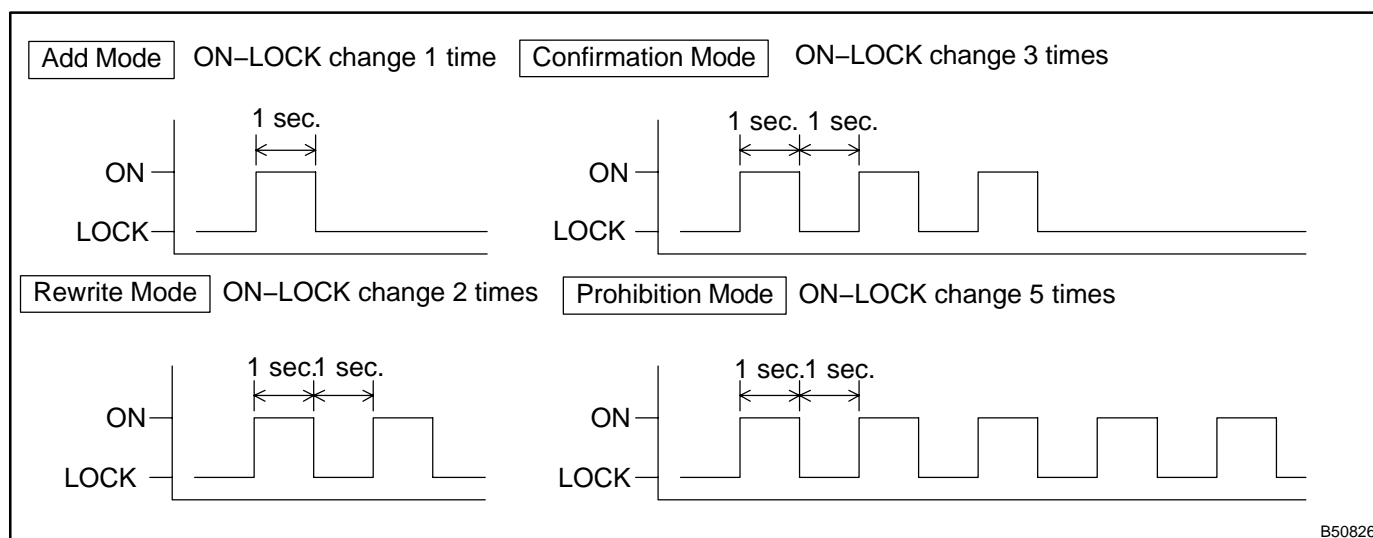 Add Mode ON−LOCK change 1 time
1 sec.
ON
LOCK
Confirmation Mode ON−LOCK change 3 times
1 sec. 1 sec.
ON
LOCK
Rewrite Mode ON−LOCK change 2 times
1 sec. 1 sec.
ON
LOCK
Prohibition Mode ON−LOCK change 5 times
1 sec. 1 sec.
ON
LOCK
B50826